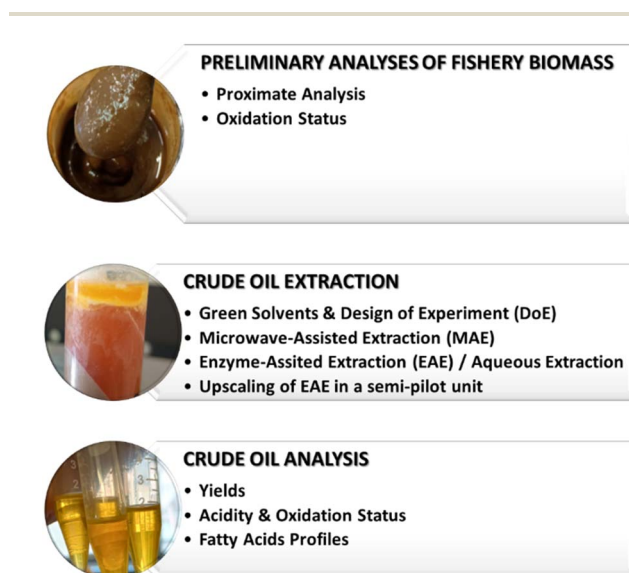 PRELIMINARY ANALYSES OF FISHERY BIOMASS
• Proximate Analysis
• Oxidation Status
CRUDE OIL EXTRACTION
• Green Solvents & Design of Experiment (DoE)
• Microwave-Assisted Extraction (MAE)
• Enzyme-Assited Extraction (EAE) / Aqueous Extraction
• Upscaling of EAE in a semi-pilot unit
CRUDE OIL ANALYSIS
• Yields
• Acidity & Oxidation Status
• Fatty Acids Profiles